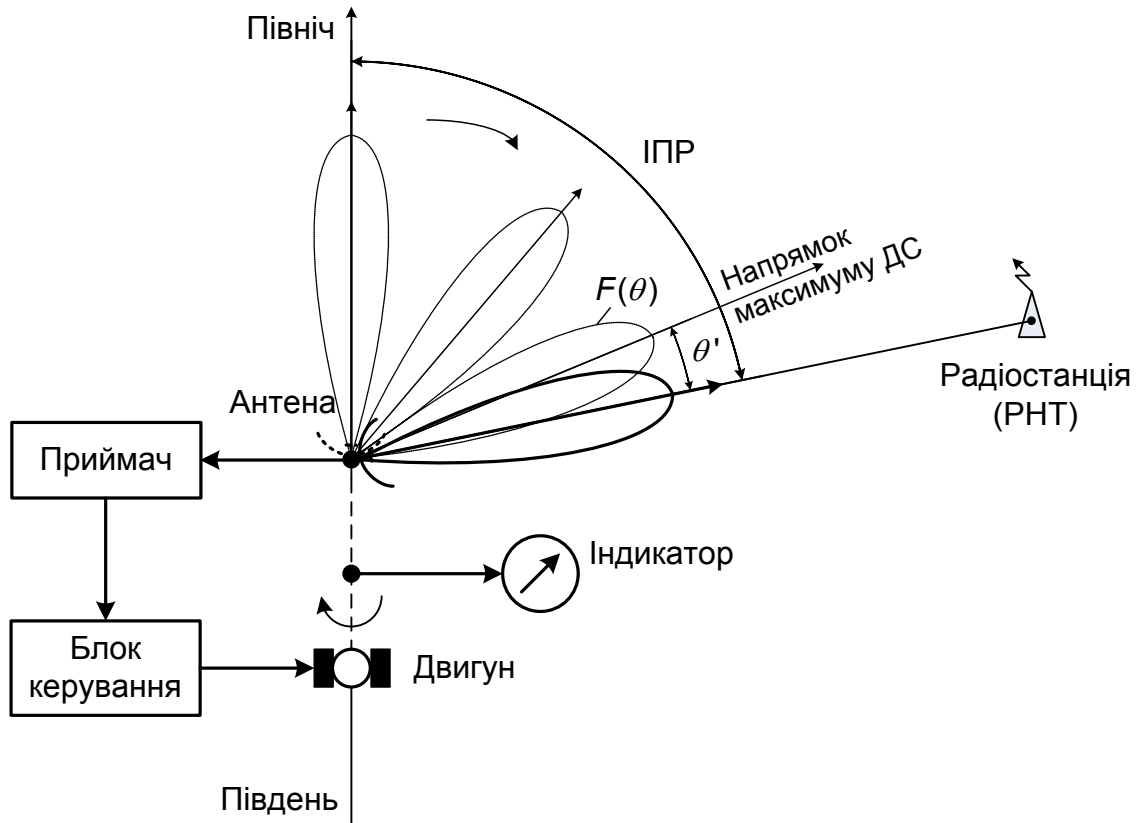 Північ
ІПР
Напрямок
максимуму ДС
F(θ)
θ'
Радіостанція
(РНТ)
Антена
Приймач
Індикатор
Блок
керування
Двигун
Південь